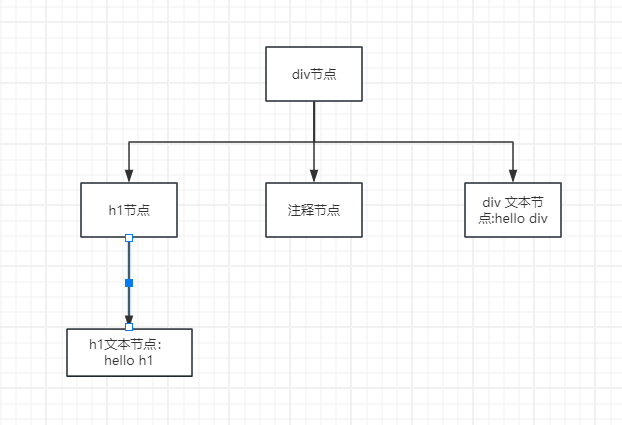 div节点
h1节点
注释节点
div 文本节
点:hello div
h1文本节点：
hello h1